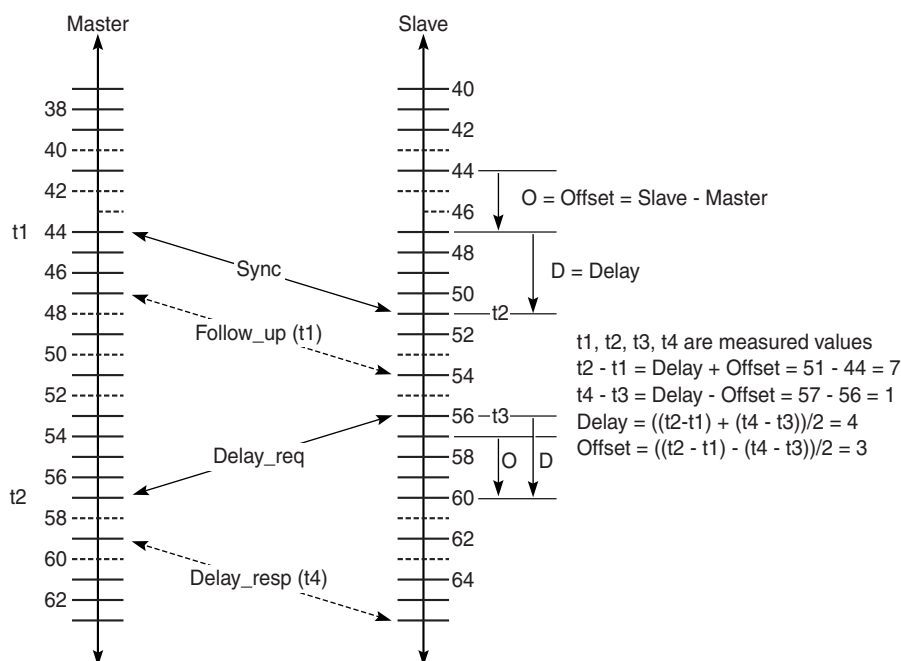 Master
Slave
38
40
42
t1 44
46
48
50
52
54
56
t2 57
58
60
62
Sync
Follow_up (t1)
Delay_req
Delay_resp (t4)
40
42
44
46
48
50
t2
52
54
56 t3
58
60
62
64
O = Offset = Slave - Master
D = Delay
O
D
t1, t2, t3, t4 are measured values
t2 - t1 = Delay + Offset = 51 - 44 = 7
t4 - t3 = Delay - Offset = 57 - 56 = 1
Delay = ((t2-t1) + (t4 - t3))/2 = 4
Offset = ((t2 - t1) - (t4 - t3))/2 = 3